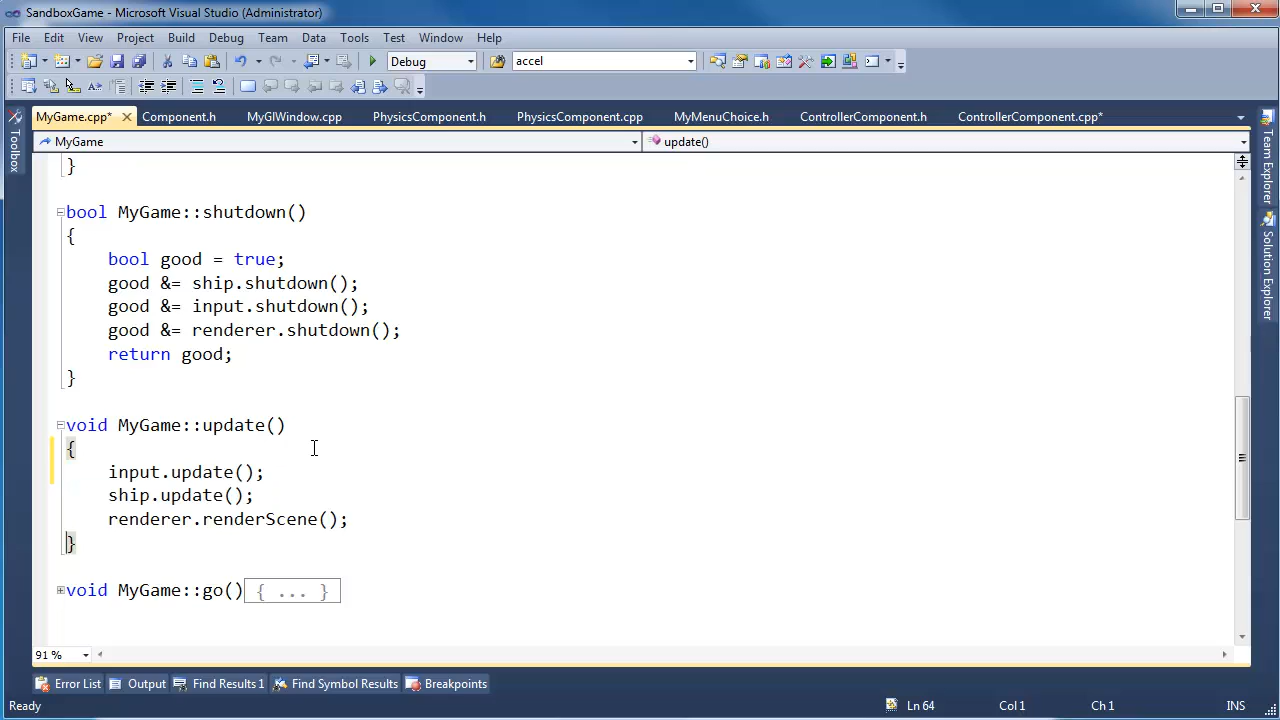 SandboxGame - Microsoft Visual Studio (Administrator)
File Edit View Project Build Debug Team Data Tools Test Window Help
Debug accel
MyGame.cpp* Component.h MyGlWindow.cpp PhysicsComponent.h PhysicsComponent.cpp MyMenuChoice.h ControllerComponent.h ControllerComponent.cpp*
MyGame update()
Toolbox
Team Explorer
Solution Explorer
}
bool MyGame::shutdown()
{
bool good = true;
good &= ship.shutdown();
good &= input.shutdown();
good &= renderer.shutdown();
return good;
}
void MyGame::update()
{
input.update();
ship.update();
renderer.renderScene();
}
void MyGame::go() { ... }
91 %
Error List Output Find Results 1 Find Symbol Results Breakpoints
Ready Ln 64 Col 1 Ch 1 INS